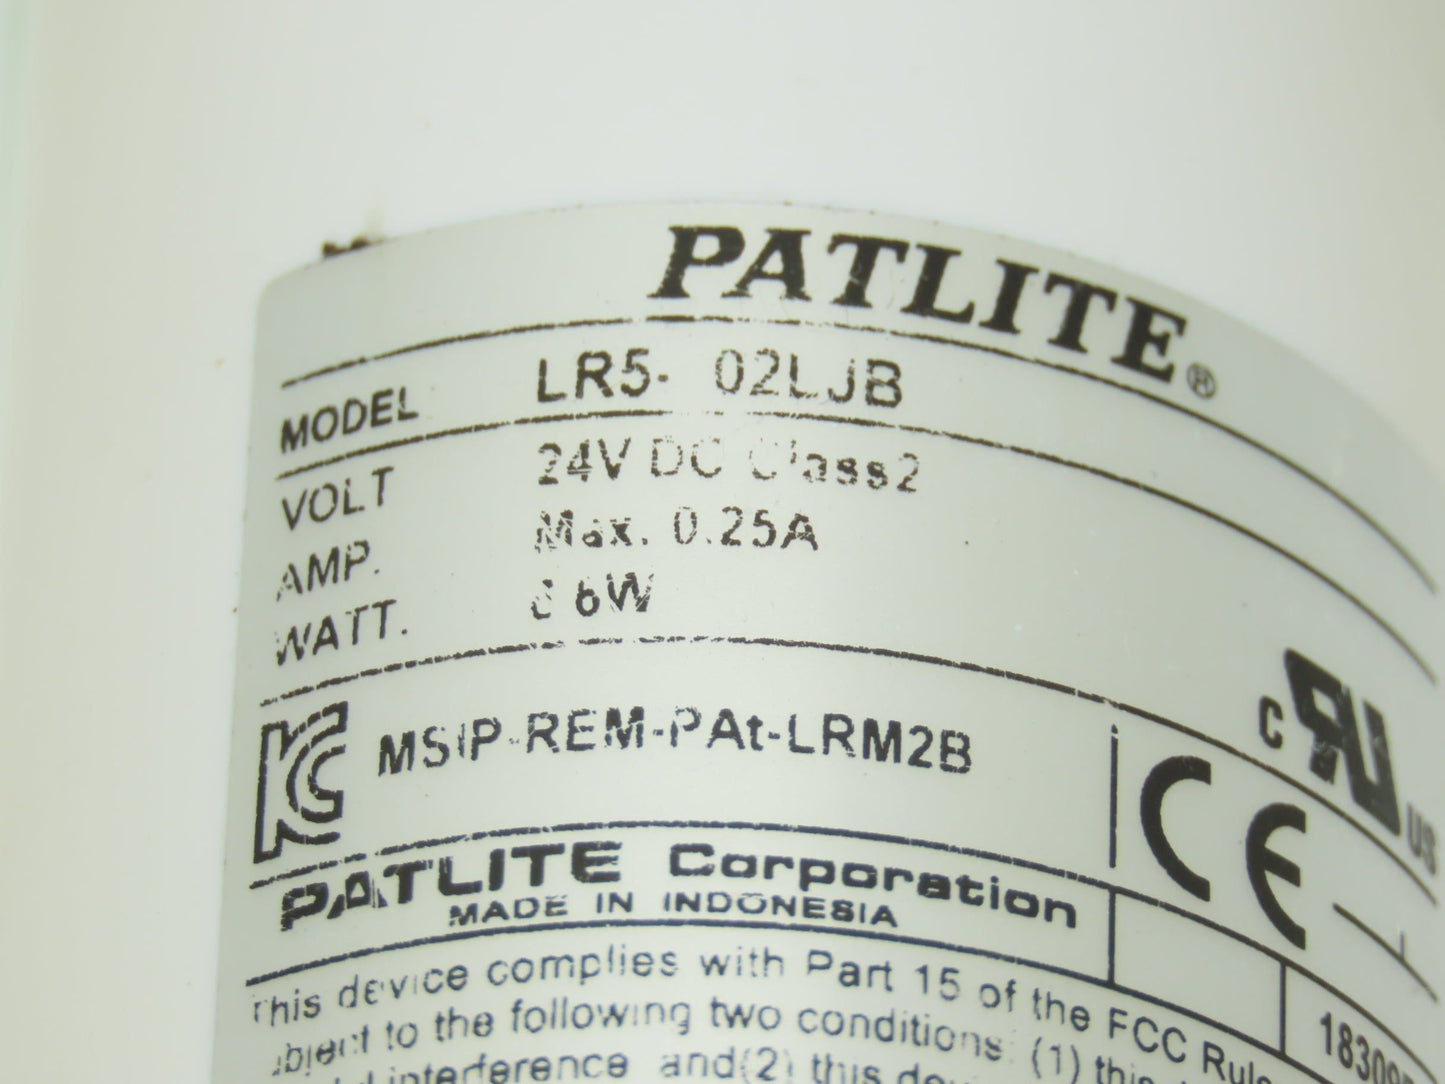 PATLITE®
MODEL LR5- 02LJB
VOLT 24V DC Class2
AMP. Max. 0.25A
WATT.
MSIP-REM-PAt-LRM2B
C US
CE
PATLITE Corporation
MADE IN INDONESIA
This device complies with Part 15 of the FCC
to the following two conditions: (1) this
interference and(2) this